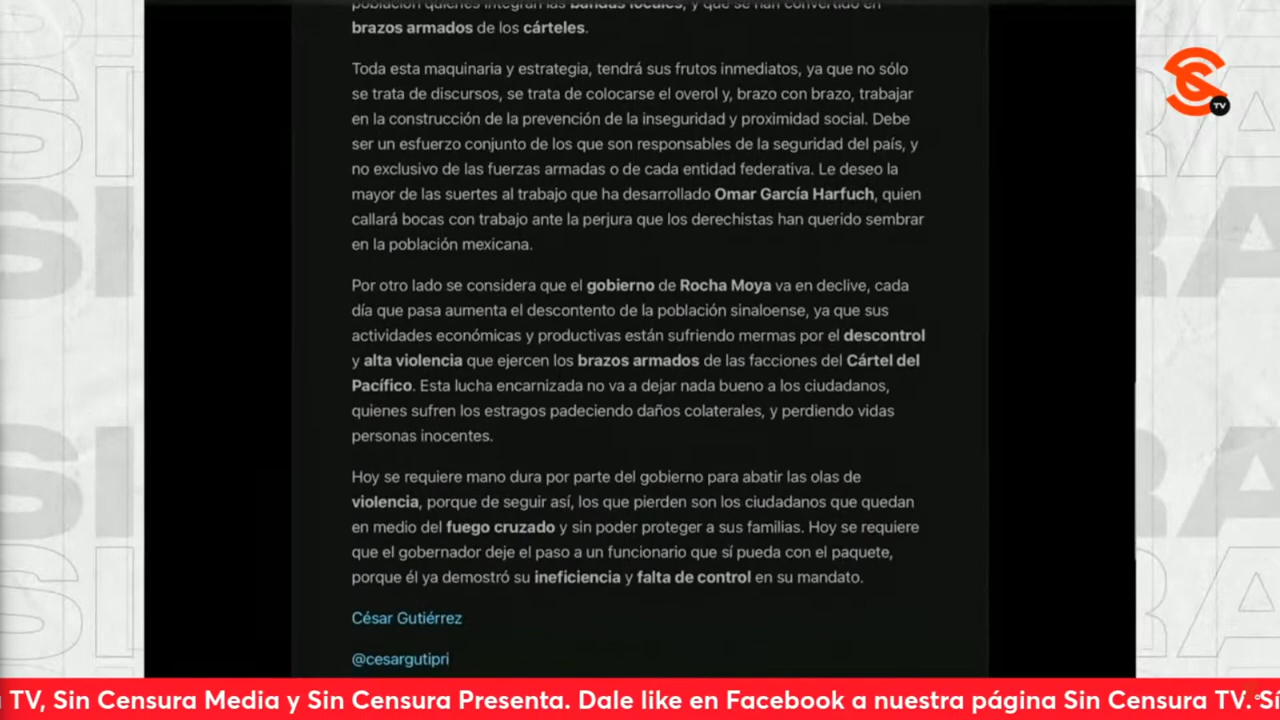 población quienes integran las bandas locales, y que se han convertido en
brazos armados de los cárteles.
Toda esta maquinaria y estrategia, tendrá sus frutos inmediatos, ya que no sólo
se trata de discursos, se trata de colocarse el overol y, brazo con brazo, trabajar
en la construcción de la prevención de la inseguridad y proximidad social. Debe
ser un esfuerzo conjunto de los que son responsables de la seguridad del país, y
no exclusivo de las fuerzas armadas o de cada entidad federativa. Le deseo la
mayor de las suertes al trabajo que ha desarrollado Omar García Harfuch, quien
callará bocas con trabajo ante la perjura que los derechistas han querido sembrar
en la población mexicana.
Por otro lado se considera que el gobierno de Rocha Moya va en declive, cada
día que pasa aumenta el descontento de la población sinaloense, ya que sus
actividades económicas y productivas están sufriendo mermas por el descontrol
y alta violencia que ejercen los brazos armados de las facciones del Cártel del
Pacífico. Esta lucha encarnizada no va a dejar nada bueno a los ciudadanos,
quienes sufren los estragos padeciendo daños colaterales, y perdiendo vidas
personas inocentes.
Hoy se requiere mano dura por parte del gobierno para abatir las olas de
violencia, porque de seguir así, los que pierden son los ciudadanos que quedan
en medio del fuego cruzado y sin poder proteger a sus familias. Hoy se requiere
que el gobernador deje el paso a un funcionario que sí pueda con el paquete,
porque él ya demostró su ineficiencia y falta de control en su mandato.
César Gutiérrez
@cesargutipri
TV
TV, Sin Censura Media y Sin Censura Presenta. Dale like en Facebook a nuestra página Sin Censura TV. Sí